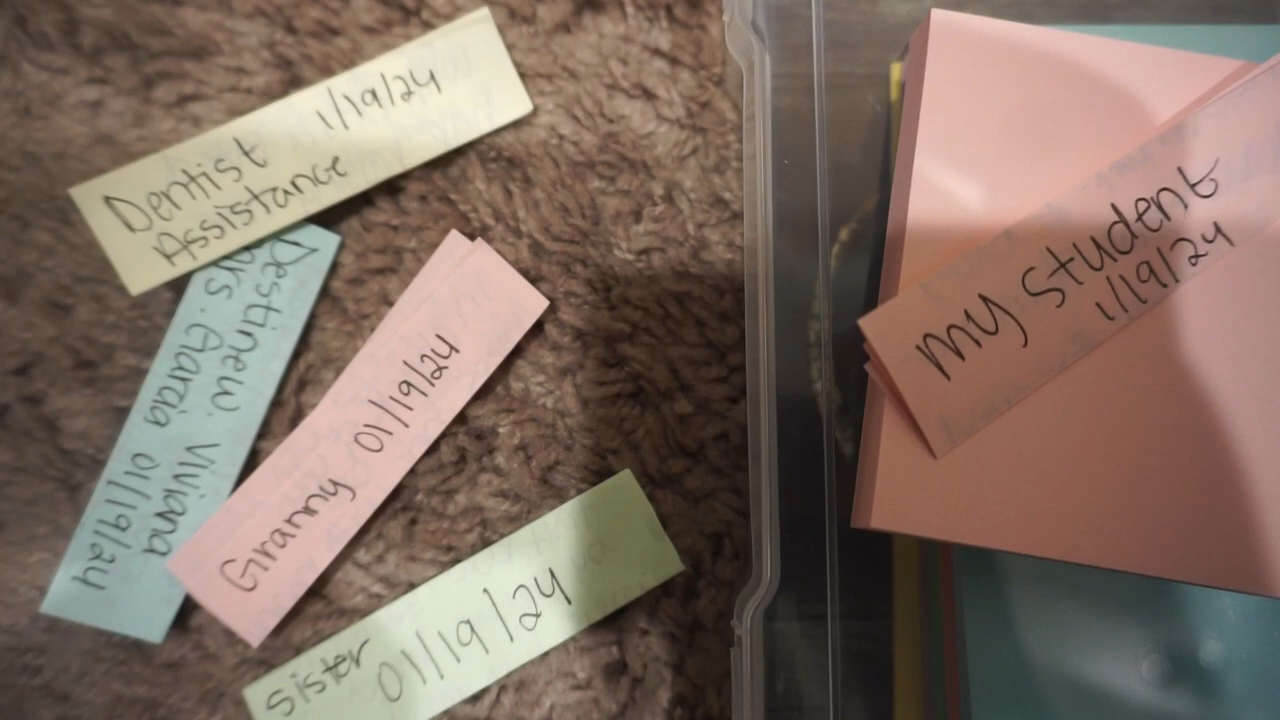 Dentist 1/19/24
Assistance
Destinew. Viviana
rs. Garcia 01/19/24
Granny 01/19/24
sister
01/19/24
my student
1/19/24